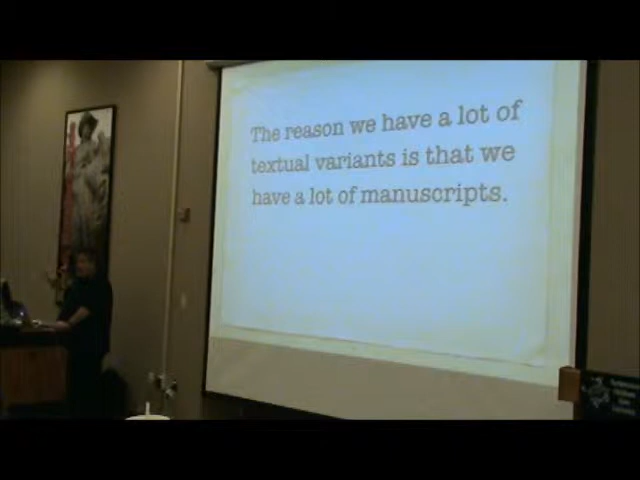 The reason we have a lot of
textual variants is that we
have a lot of manuscripts.